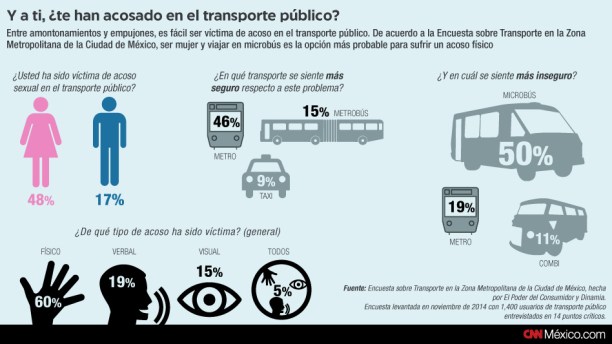 Y a ti, ¿te han acosado en el transporte público?
Entre amontonamientos y empujones, es fácil ser víctima de acoso en el transporte público. De acuerdo a la Encuesta sobre Transporte en la Zona
Metropolitana de la Ciudad de México, ser mujer y viajar en microbús es la opción más probable para sufrir un acoso físico
¿Usted ha sido víctima de acoso
sexual en el transporte público?
48%
17%
¿En qué transporte se siente más
seguro respecto a este problema?
46%
METRO
15% METROBÚS
9%
TAXI
¿Y en cuál se siente más inseguro?
MICROBÚS
50%
19%
METRO
11%
COMBI
¿De qué tipo de acoso ha sido víctima? (general)
FÍSICO
60%
VERBAL
19%
VISUAL
15%
TODOS
5%
Fuente: Encuesta sobre Transporte en la Zona Metropolitana de la Ciudad de México, hecha
por El Poder del Consumidor y Dinamia.
Encuesta levantada en noviembre de 2014 con 1,400 usuarios de transporte público
entrevistados en 14 puntos críticos.
CNNMéxico.com